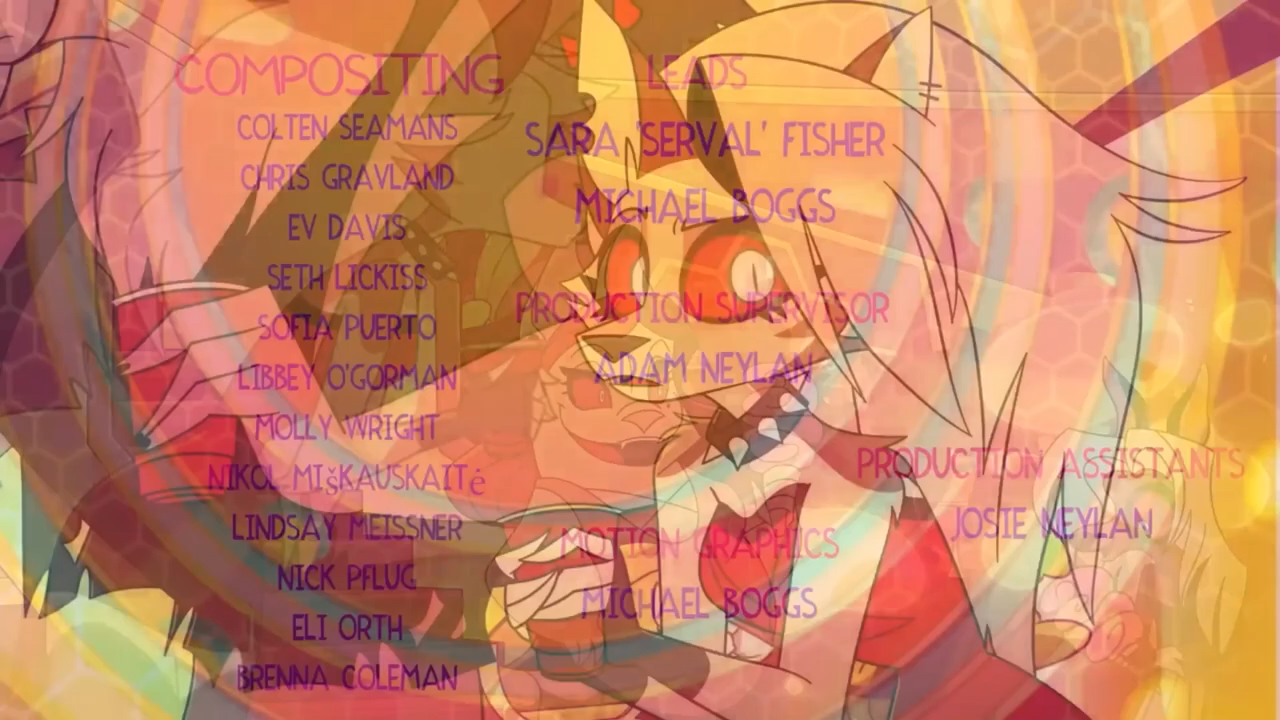 COMPOSITING
COLTEN SEAMANS
CHRIS GRAVLAND
EV DAVIS
SETH LICKISS
SOFIA PUERTO
LIBBEY O'GORMAN
MOLLY WRIGHT
NIKOL MIšKAUSKAITė
LINDSAY MEISSNER
NICK PFLUG
ELI ORTH
BRENNA COLEMAN
LEADS
SARA 'SERVAL' FISHER
MICHAEL BOGGS
PRODUCTION SUPERVISOR
ADAM NEYLAN
MOTION GRAPHICS
MICHAEL BOGGS
PRODUCTION ASSISTANTS
JOSIE NEYLAN